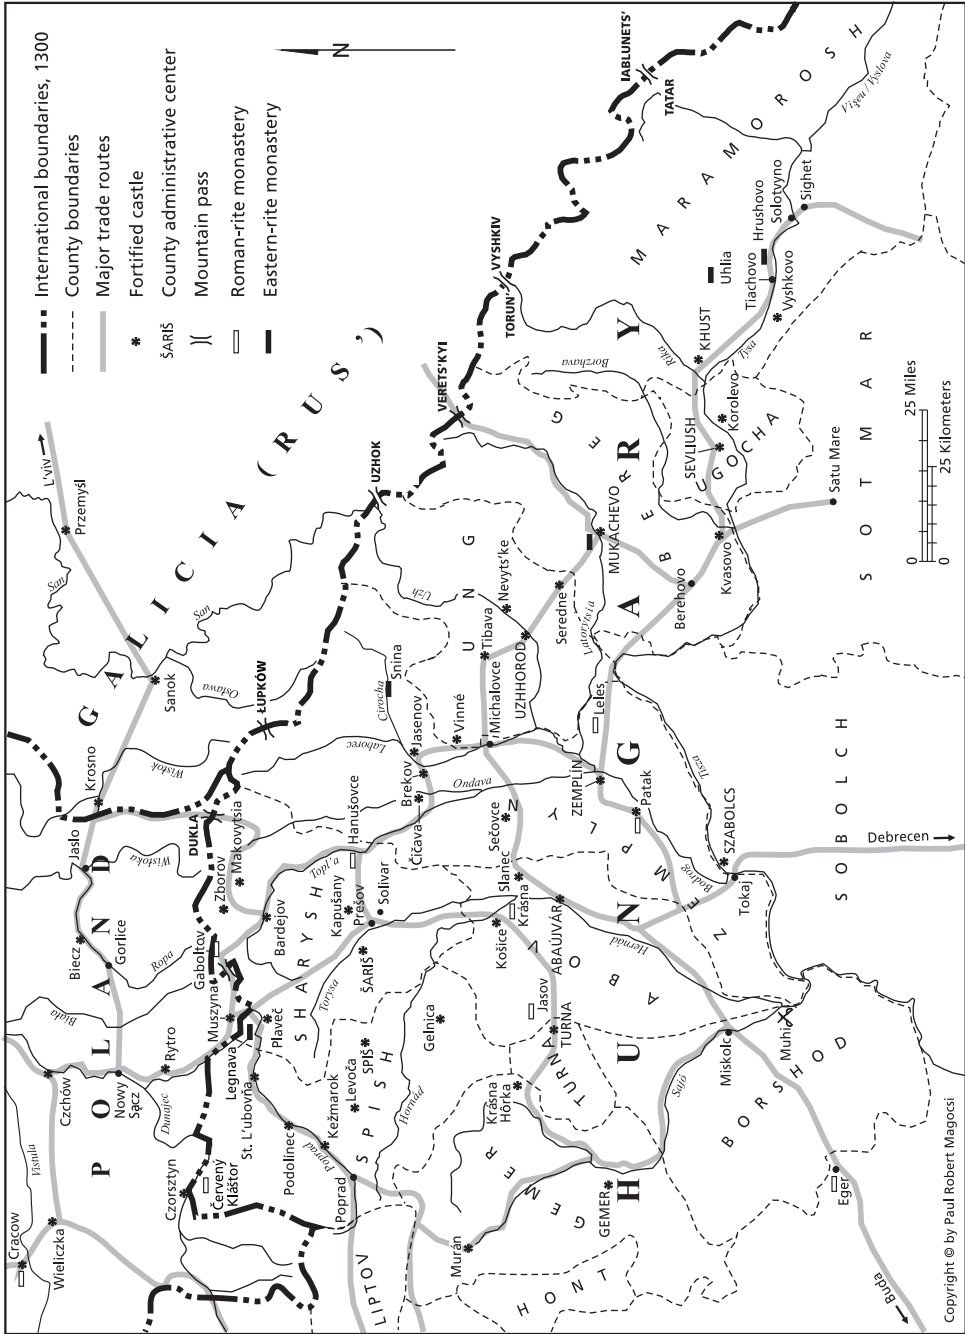 International boundaries, 1300
County boundaries
Major trade routes
Fortified castle
ŠARIŠ County administrative center
Mountain pass
Roman-rite monastery
Eastern-rite monastery
N
POLAND
GALICIA (RUS')
HUNGARY
Cracow
Wieliczka
Vistula
Czchów
Nowy
Sącz
Rytro
Dunajec
Biała
Biecz
Gorlice
Ropa
Jasło
Wisłoka
Krosno
Wisłok
Sanok
San
San
Osława
Przemyśl
L'viv
Czorsztyn
Červený
Kláštor
Muszyna
Legnava
Plaveč
St. L'ubovňa
Podolinec
Kežmarok
Poprad
Poprad
Levoča
SPIŠ
SPISH
LIPTOV
Gaboltov
Zborov
Makovytsia
DUKLA
Bardejov
SHARYSH
Torysa
ŠARIŠ
Kapušany
Prešov
Solivar
Topl'a
Hanušovce
ŁUPKÓW
Laborec
Ondava
Cirocha
Snina
Jasenov
Brekov
Čičava
Vinné
Michalovce
Sečovce
Slanec
Krásna
Košice
Gelnica
Hornád
Jasov
TURNA
TURNA
ABAÚJVÁR
ABOV
Hernád
Krásna
Hôrka
Murán
GEMER
GEMER
HONT
BORSHOD
Sajó
Miskolc
Muhi
Eger
Buda
ZEMPLYN
ZEMPLÍN
Patak
Bodrog
Tokaj
SZABOLCS
Tisza
Debrecen
SOBOLCH
Leles
Latorytsia
UZHOK
Uzh
UNG
Tibava
Nevyts'ke
UZHHOROD
Seredne
MUKACHEVO
VERETS'KYI
BEREG
Berehovo
Kvasovo
Borzhava
SEVLIUSH
Korolevo
UGOCHA
Satu Mare
SOTMAR
TORUN'
VYSHKIV
Rika
KHUST
Tysa
Vyshkovo
Tiachovo
Uhlia
Hrushovo
Solotvyno
Sighet
MARAMOROSH
Vişeu/Vyslova
TATAR
IABLUNETS'
25 Miles
0
25 Kilometers
0
Copyright © by Paul Robert Magocsi